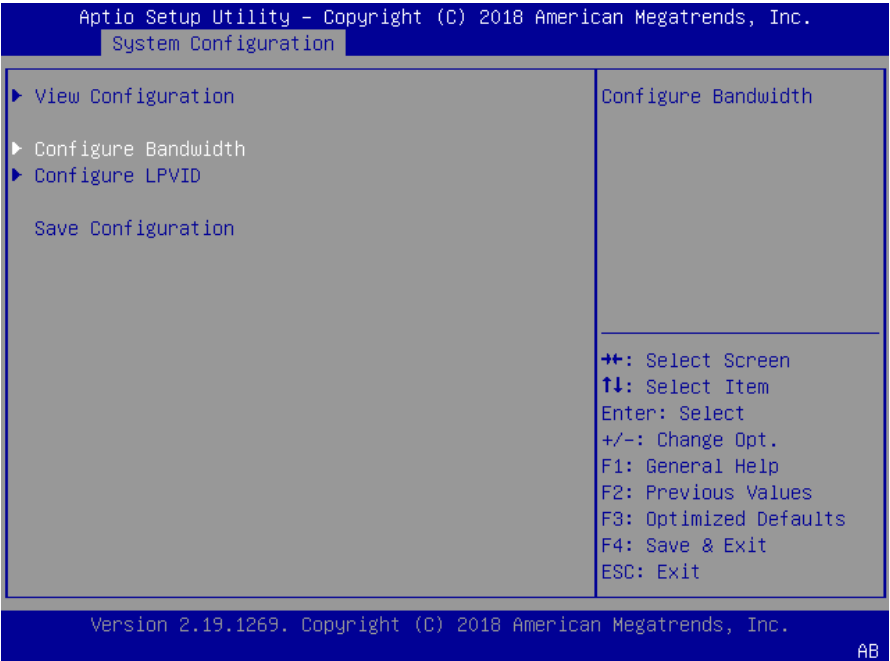 Aptio Setup Utility – Copyright (C) 2018 American Megatrends, Inc.
System Configuration
View Configuration
Configure Bandwidth
Configure LPVID
Save Configuration
Configure Bandwidth
→←: Select Screen
↑↓: Select Item
Enter: Select
+/-: Change Opt.
F1: General Help
F2: Previous Values
F3: Optimized Defaults
F4: Save & Exit
ESC: Exit
Version 2.19.1269. Copyright (C) 2018 American Megatrends, Inc.
AB